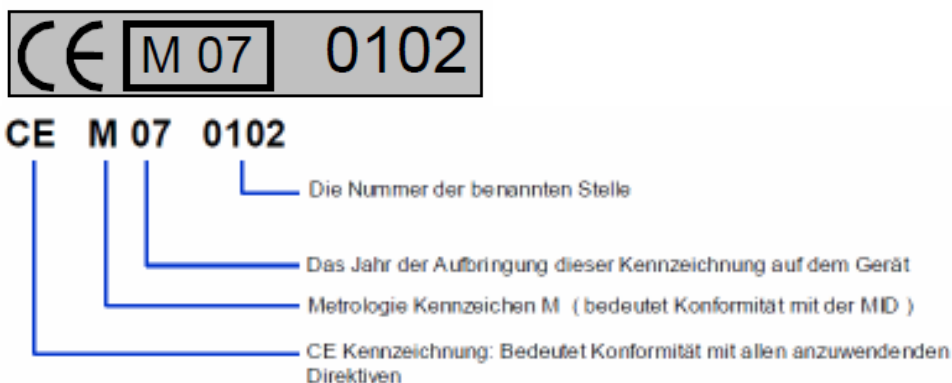 CE M 07 0102
CE M 07 0102
Die Nummer der benannten Stelle
Das Jahr der Aufbringung dieser Kennzeichnung auf dem Gerät
Metrologie Kennzeichen M ( bedeutet Konformität mit der MID )
CE Kennzeichnung: Bedeutet Konformität mit allen anzuwendenden
Direktiven